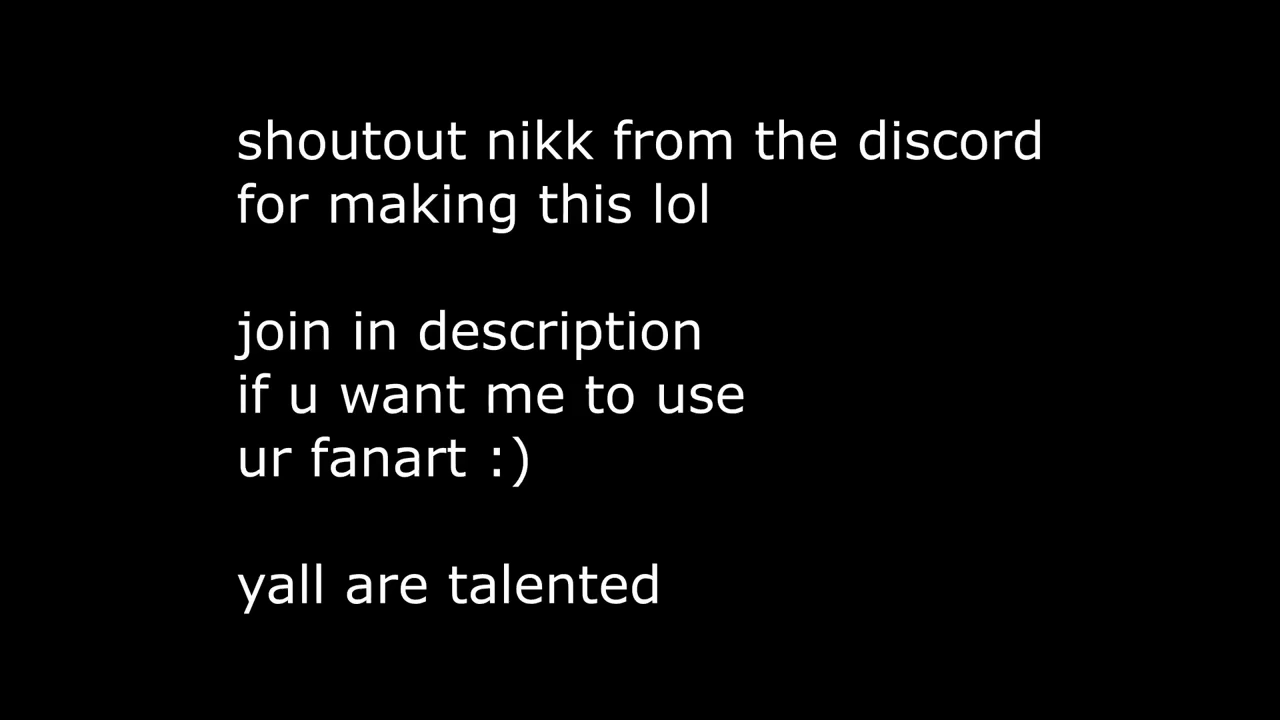 shoutout nikk from the discord
for making this lol
join in description
if u want me to use
ur fanart :)
yall are talented